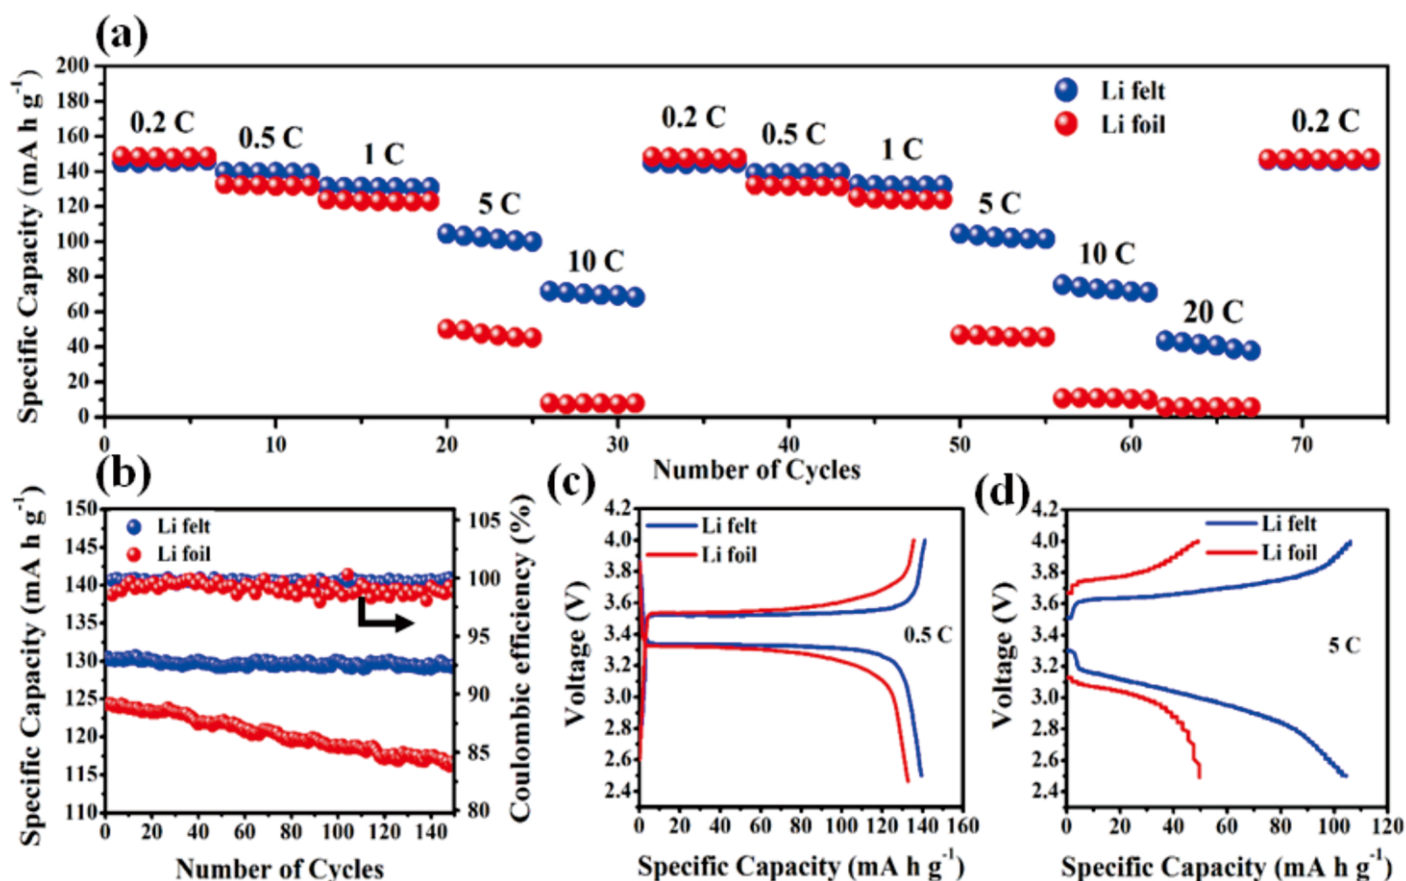 (a)
Specific Capacity (mA h g⁻¹)
200
180
160
140
120
100
80
60
40
20
0
0.2 C
0.5 C
1 C
5 C
10 C
0.2 C
0.5 C
1 C
5 C
10 C
20 C
0.2 C
Li felt
Li foil
0 10 20 30 40 50 60 70
Number of Cycles
(b)
Specific Capacity (mA h g⁻¹)
150
145
140
135
130
125
120
115
110
Li felt
Li foil
105
100
95
90
85
80
Coulombic efficiency (%)
0 20 40 60 80 100 120 140
Number of Cycles
(c)
Voltage (V)
4.2
4.0
3.8
3.6
3.4
3.2
3.0
2.8
2.6
2.4
Li felt
Li foil
0.5 C
0 20 40 60 80 100 120 140 160
Specific Capacity (mA h g⁻¹)
(d)
Voltage (V)
4.2
4.0
3.8
3.6
3.4
3.2
3.0
2.8
2.6
2.4
Li felt
Li foil
5 C
0 20 40 60 80 100 120
Specific Capacity (mA h g⁻¹)